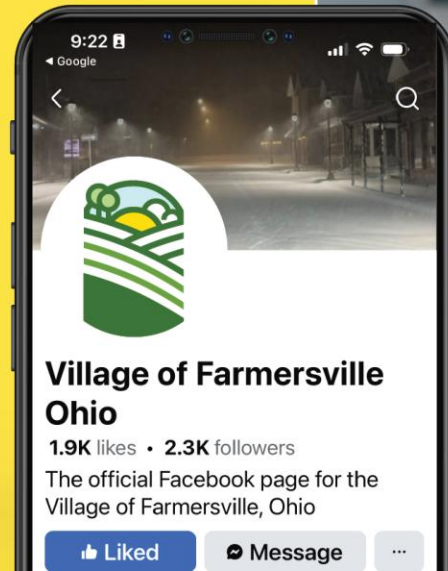 9:22
◄ Google
Village of Farmersville
Ohio
1.9K likes • 2.3K followers
The official Facebook page for the
Village of Farmersville, Ohio
Liked
Message
...